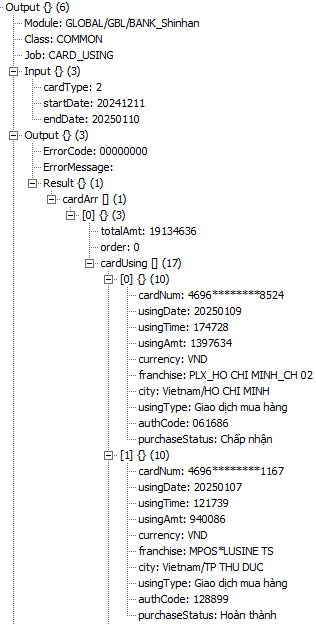 Output {} (6)
Module: GLOBAL/GBL/BANK_Shinhan
Class: COMMON
Job: CARD_USING
Input {} (3)
cardType: 2
startDate: 20241211
endDate: 20250110
Output {} (3)
ErrorCode: 00000000
ErrorMessage:
Result {} (1)
cardArr [] (1)
[0] {} (3)
totalAmt: 19134636
order: 0
cardUsing [] (17)
[0] {} (10)
cardNum: 4696********8524
usingDate: 20250109
usingTime: 174728
usingAmt: 1397634
currency: VND
franchise: PLX_HO CHI MINH_CH 02
city: Vietnam/HO CHI MINH
usingType: Giao dịch mua hàng
authCode: 061686
purchaseStatus: Chấp nhận
[1] {} (10)
cardNum: 4696********1167
usingDate: 20250107
usingTime: 121739
usingAmt: 940086
currency: VND
franchise: MPOS*LUSINE TS
city: Vietnam/TP THU DUC
usingType: Giao dịch mua hàng
authCode: 128899
purchaseStatus: Hoàn thành